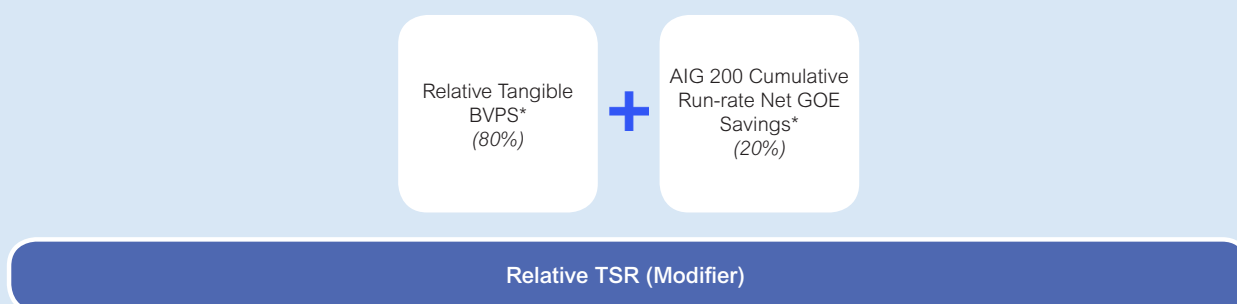 Relative Tangible
BVPS*
(80%)
+
AIG 200 Cumulative
Run-rate Net GOE
Savings*
(20%)
Relative TSR (Modifier)